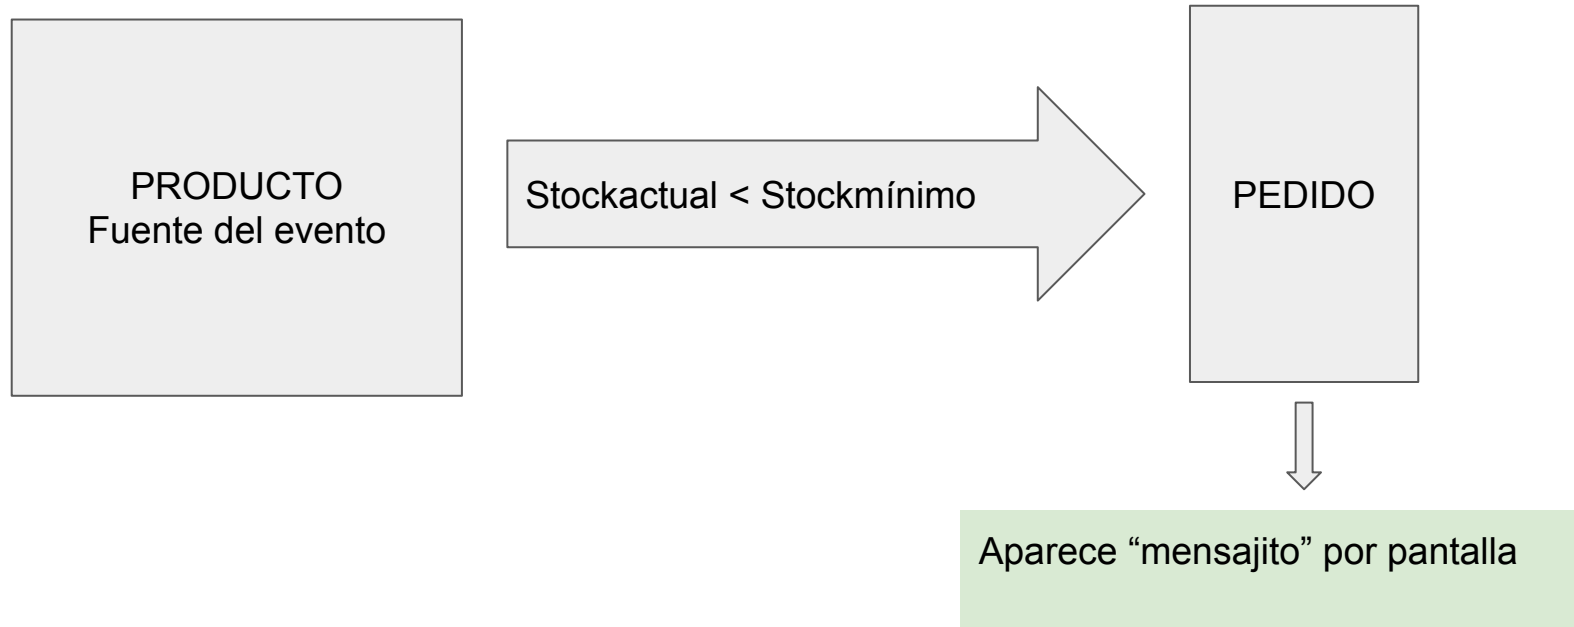 PRODUCTO
Fuente del evento
Stockactual < Stockmínimo
PEDIDO
Aparece “mensajito” por pantalla